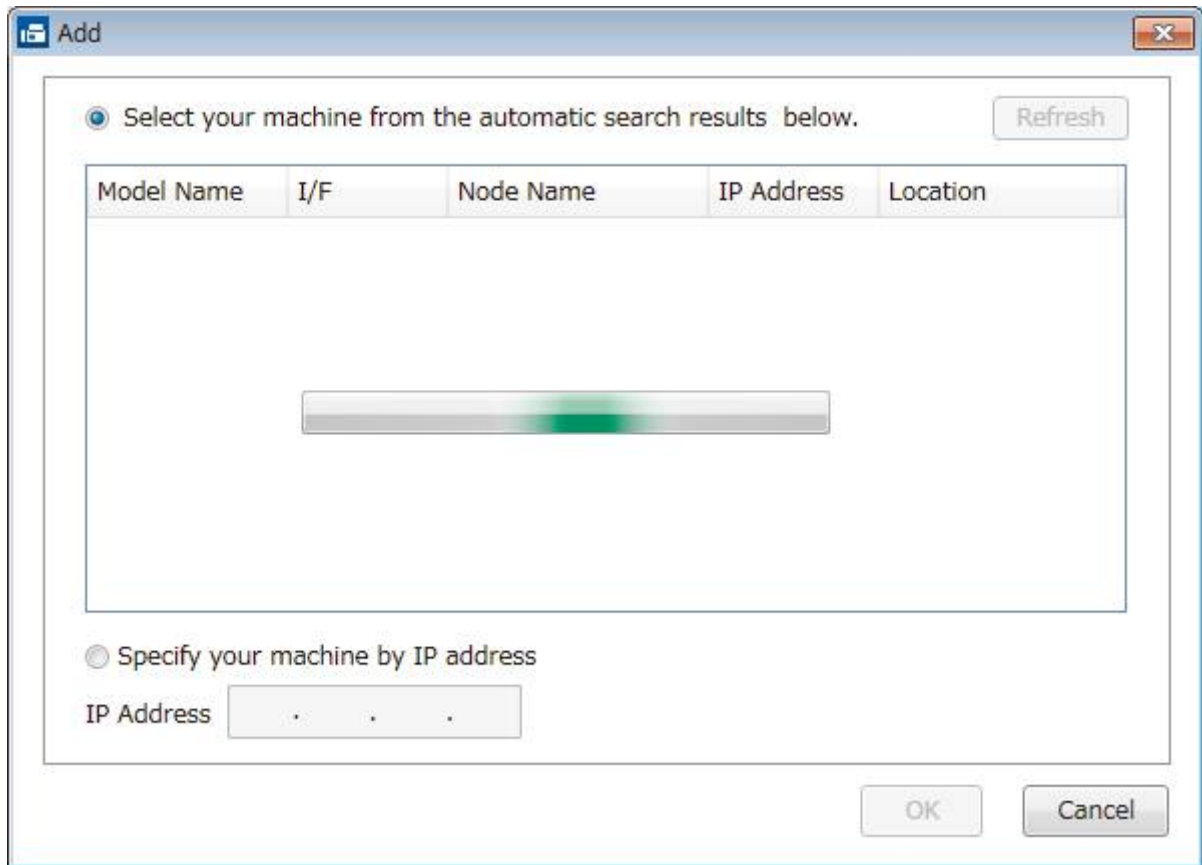 Add
Select your machine from the automatic search results  below. Refresh
Model Name I/F Node Name IP Address Location
Specify your machine by IP address
IP Address . . .
OK Cancel